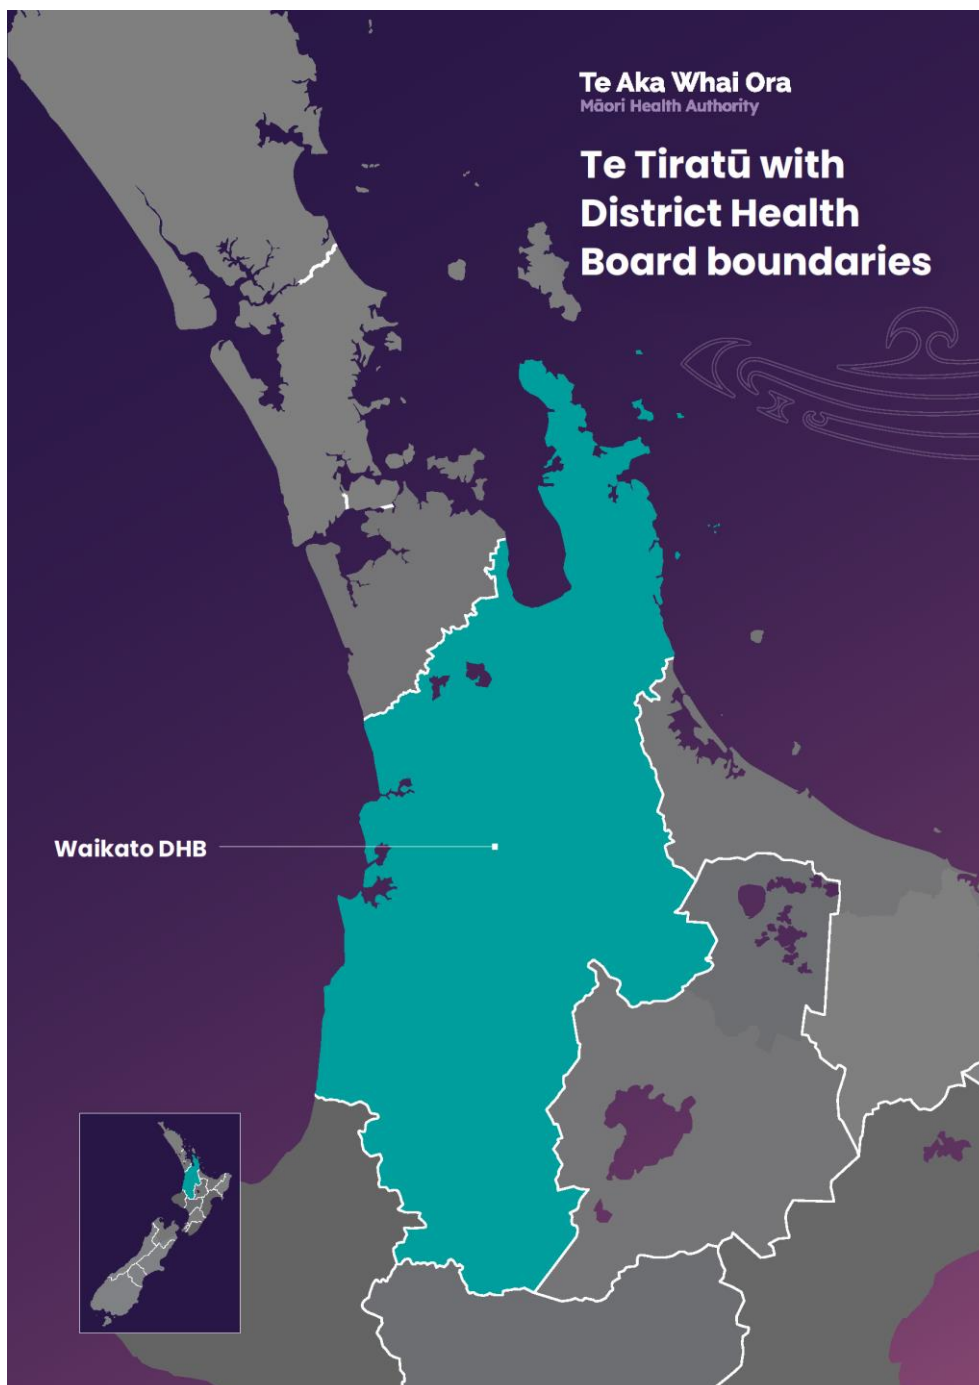 Te Aka Whai Ora
Māori Health Authority
Te Tiratū with
District Health
Board boundaries
Waikato DHB